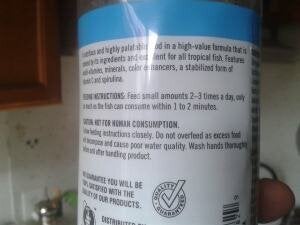 and highly palatable food in a high-value formula that is
by its ingredients and excellent for all tropical fish. Features
multi-vitamins, minerals, color enhancers, a stabilized form of
Vitamin C and spirulina.
FEEDING INSTRUCTIONS: Feed small amounts 2-3 times a day, only
as much as the fish can consume within 1 to 2 minutes.
CAUTION: NOT FOR HUMAN CONSUMPTION.
Follow feeding instructions closely. Do not overfeed as excess food
will decompose and cause poor water quality. Wash hands thoroughly
before and after handling product.
WE GUARANTEE YOU WILL BE
100% SATISFIED WITH THE
QUALITY OF OUR PRODUCTS.
QUALITY
GUARANTEED
DISTRIBUTED